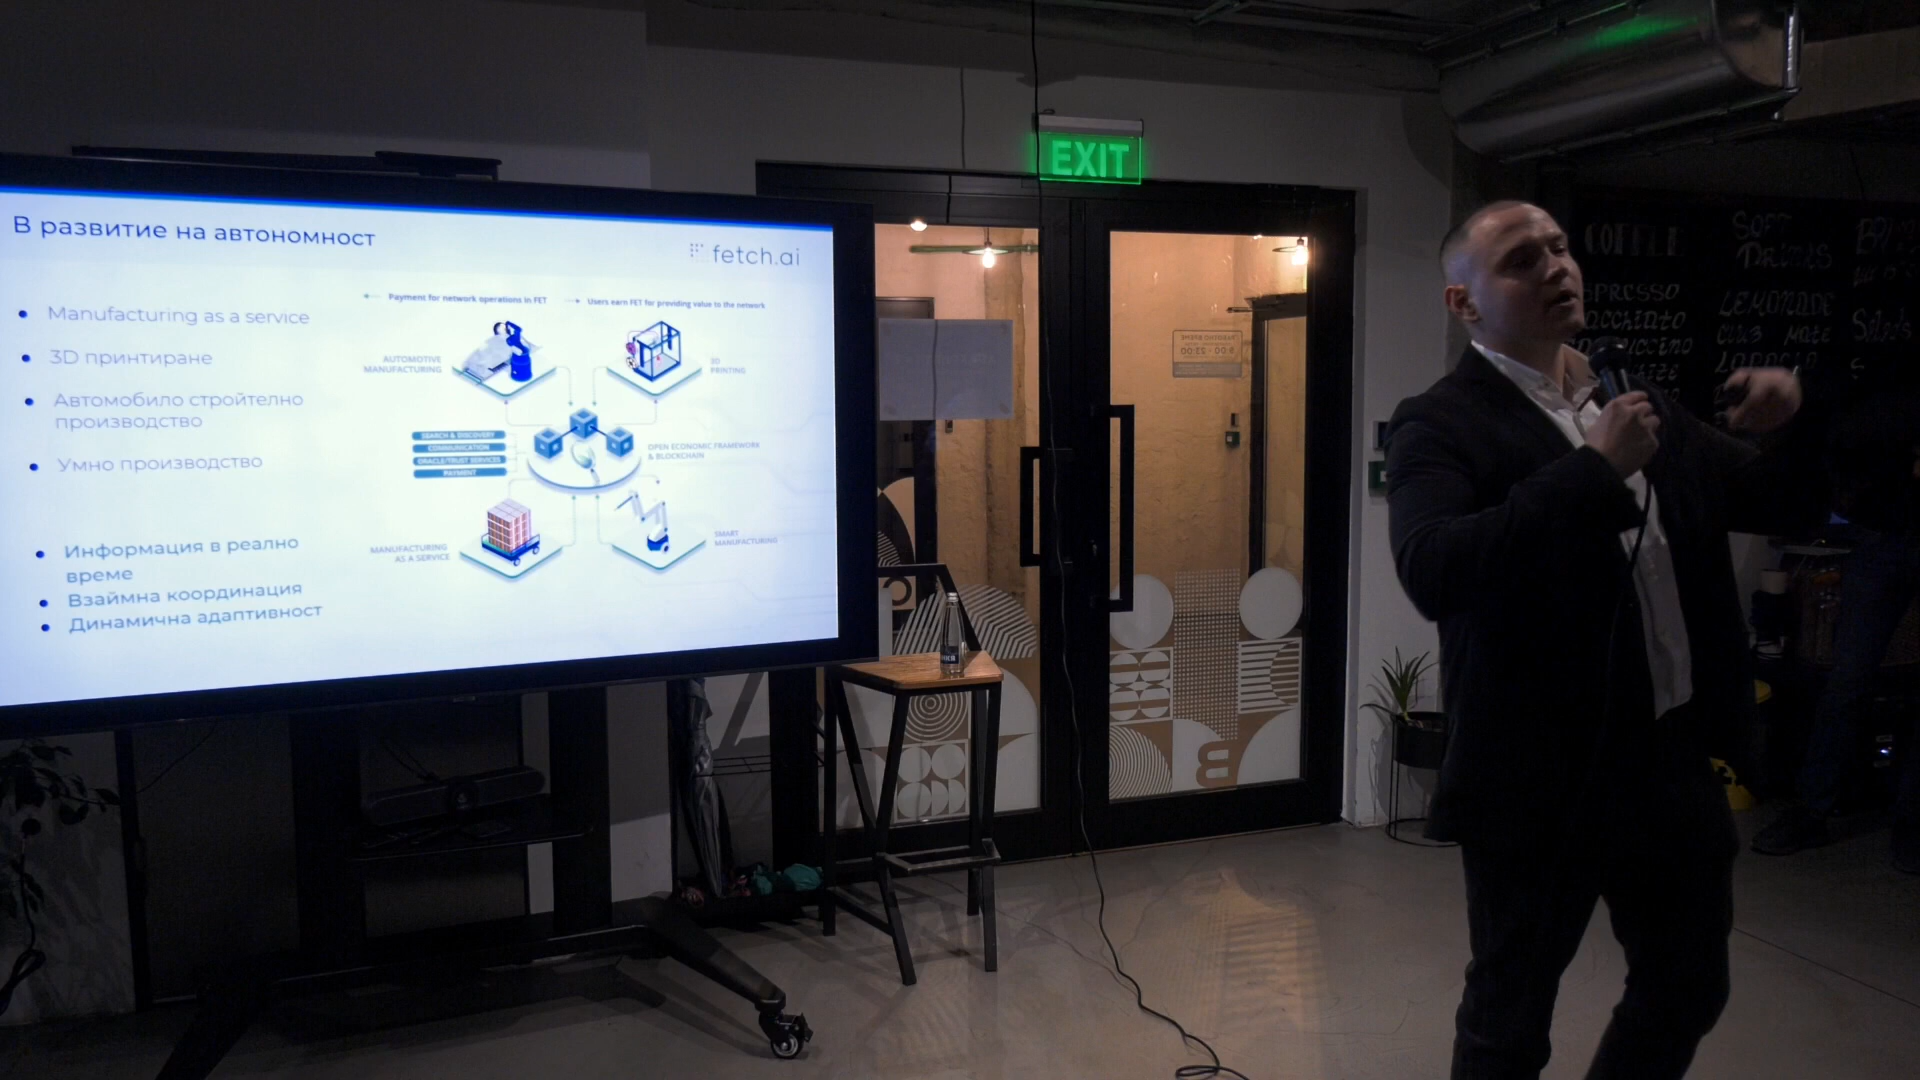 EXIT
В развитие на автономност
fetch.ai
Manufacturing as a service
3D принтиране
Автомобило стройтелно
производство
Умно производство
Информация в реално
време
Взаймна координация
Динамична адаптивност
Payment for network operations in FET
Users earn FET for providing value to the network
AUTOMOTIVE
MANUFACTURING
3D
PRINTING
SEARCH & DISCOVERY
COMMUNICATION
ORACLE/TRUST SERVICES
PAYMENT
OPEN ECONOMIC FRAMEWORK
& BLOCKCHAIN
MANUFACTURING
AS A SERVICE
SMART
MANUFACTURING
COFFEE
SOFT
DRINKS
LEMONADE
CLUB MATE
Salads